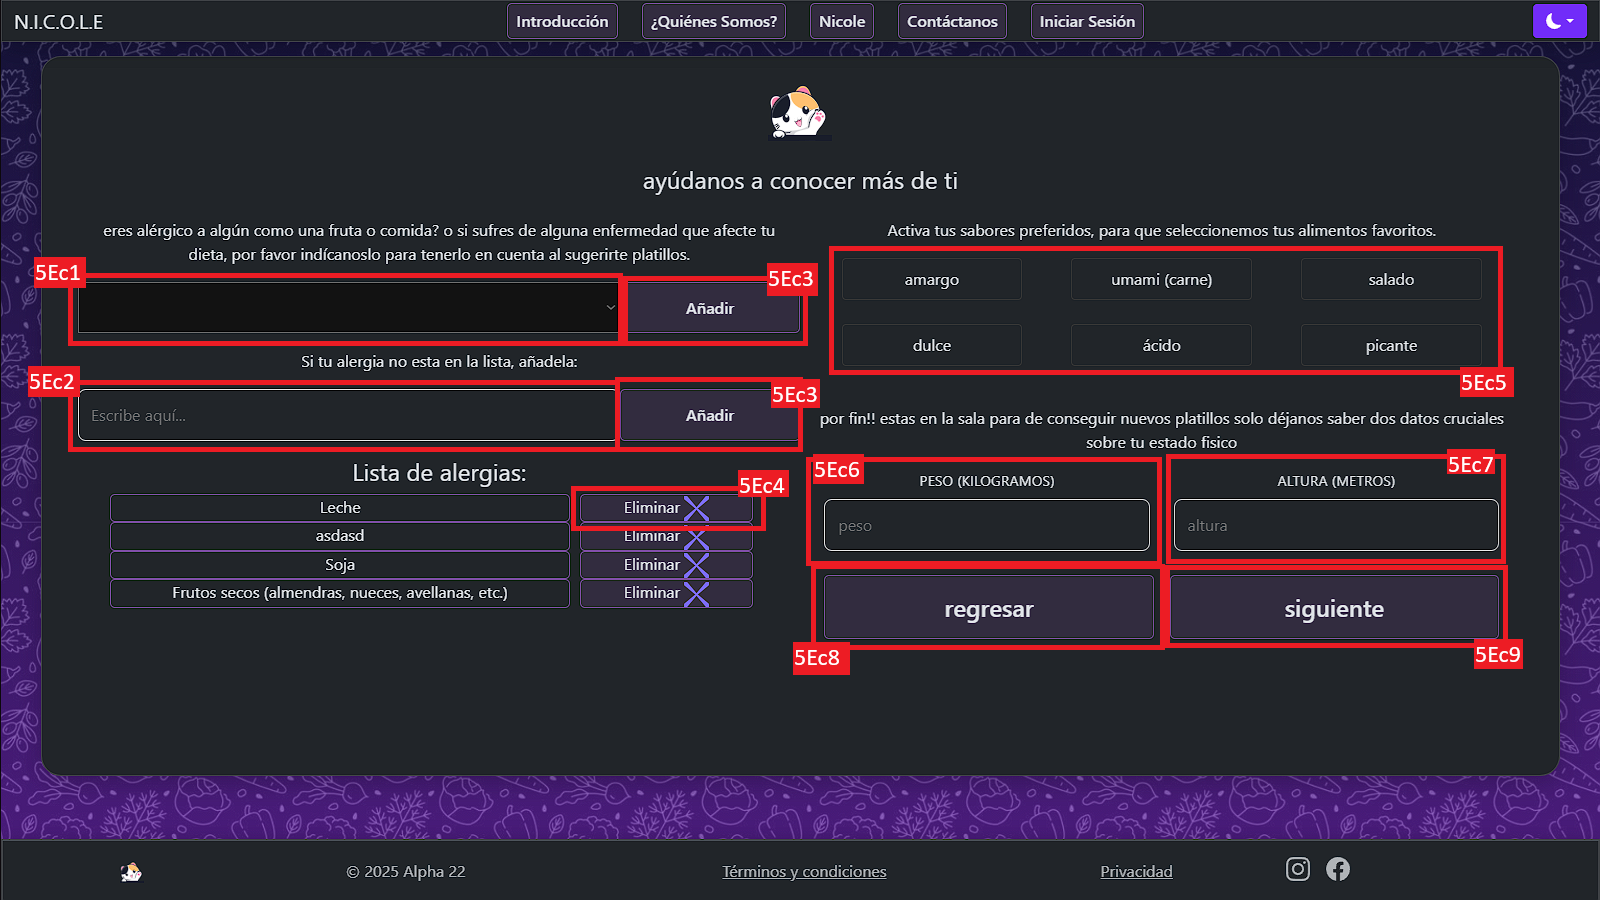 N.I.C.O.L.E
Introducción
¿Quiénes Somos?
Nicole
Contáctanos
Iniciar Sesión
ayúdanos a conocer más de ti
eres alérgico a algún como una fruta o comida? o si sufres de alguna enfermedad que afecte tu
dieta, por favor indícanoslo para tenerlo en cuenta al sugerirte platillos.
5Ec1
5Ec3
Añadir
Si tu alergia no esta en la lista, añadela:
5Ec2
5Ec3
Escribe aquí...
Añadir
Lista de alergias:
5Ec4
Leche
Eliminar
asdasd
Eliminar
Soja
Eliminar
Frutos secos (almendras, nueces, avellanas, etc.)
Eliminar
Activa tus sabores preferidos, para que seleccionemos tus alimentos favoritos.
amargo
umami (carne)
salado
dulce
ácido
picante
5Ec5
por fin!! estas en la sala para de conseguir nuevos platillos solo déjanos saber dos datos cruciales
sobre tu estado fisico
5Ec6
PESO (KILOGRAMOS)
peso
5Ec7
ALTURA (METROS)
altura
regresar
siguiente
5Ec8
5Ec9
© 2025 Alpha 22
Términos y condiciones
Privacidad